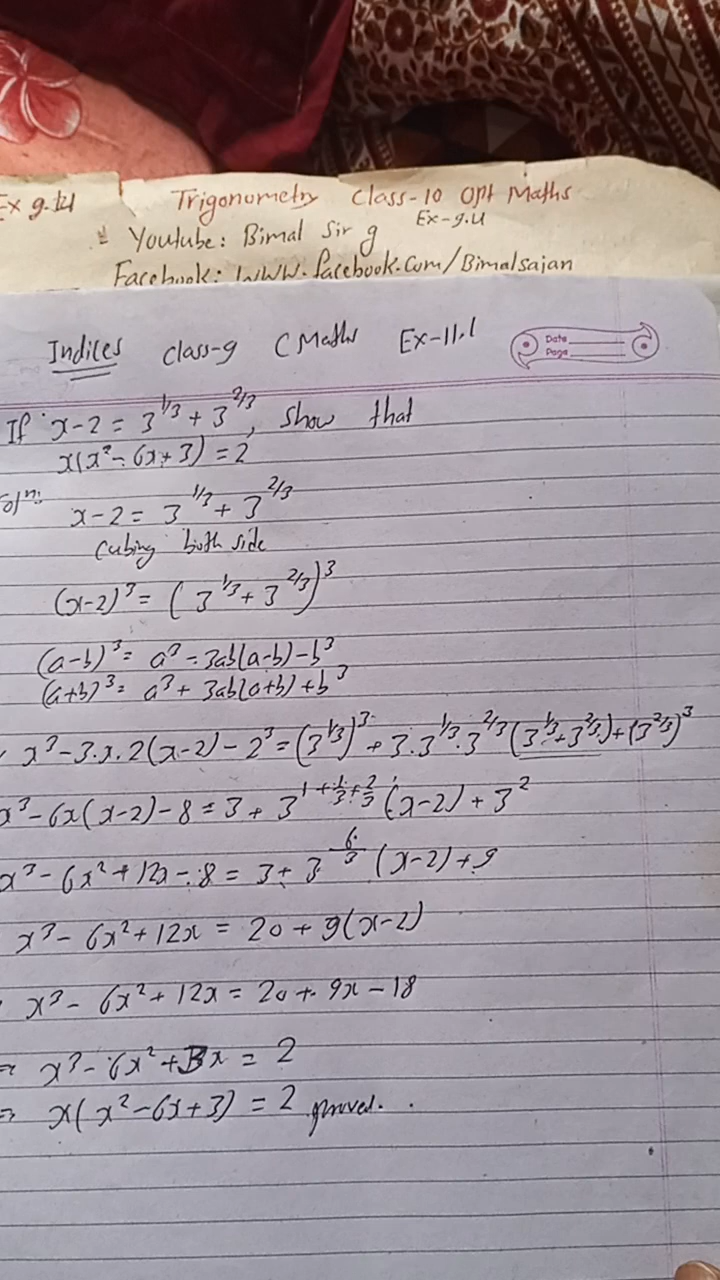 Ex 9.14 Trigonometry Class-10 Opt Maths
Ex-9.4
Youtube: Bimal Sir g
Facebook: WWW.facebook.Com/Bimalsajan
Indices class-9 C Maths Ex-11.1
Date
Page
If x-2 = 3^{1/3} + 3^{2/3}, show that
x(x²-6x+3) = 2
Solⁿ: x-2 = 3^{1/3} + 3^{2/3}
Cubing both side
(x-2)³ = (3^{1/3} + 3^{2/3})³
(a-b)³ = a³ - 3ab(a-b) - b³
(a+b)³ = a³ + 3ab(a+b) + b³
x³ - 3.x.2(x-2) - 2³ = (3^{1/3})³ + 3.3^{1/3}.3^{2/3}(3^{1/3}+3^{2/3}) + (3^{2/3})³
x³ - 6x(x-2) - 8 = 3 + 3^{1+1/3+2/3}(x-2) + 3²
x³ - 6x² + 12x - 8 = 3 + 3^{6/3}(x-2) + 9
x³ - 6x² + 12x = 20 + 9(x-2)
x³ - 6x² + 12x = 20 + 9x - 18
= x³ - 6x² + 3x = 2
⇒ x(x² - 6x + 3) = 2 proved.